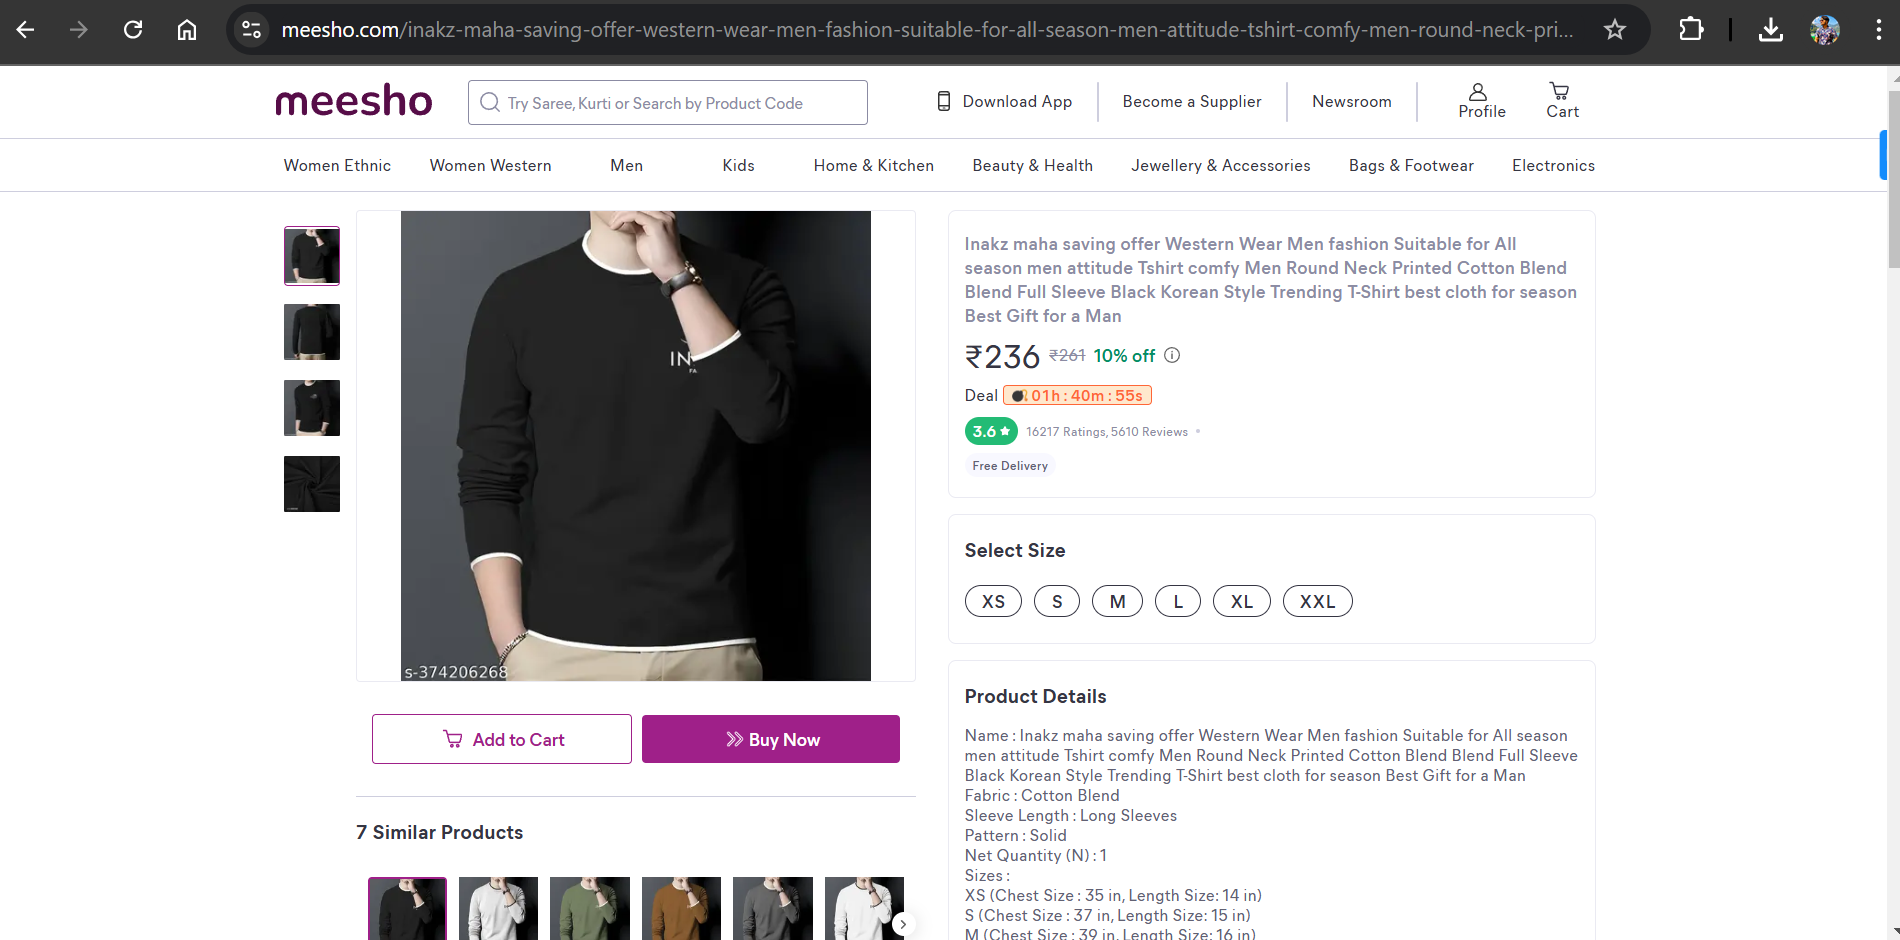 meesho.com/inakz-maha-saving-offer-western-wear-men-fashion-suitable-for-all-season-men-attitude-tshirt-comfy-men-round-neck-pri...
meesho
Try Saree, Kurti or Search by Product Code
Download App
Become a Supplier
Newsroom
Profile
Cart
Women Ethnic
Women Western
Men
Kids
Home & Kitchen
Beauty & Health
Jewellery & Accessories
Bags & Footwear
Electronics
IN
FA
s-374206268
Add to Cart
Buy Now
7 Similar Products
Inakz maha saving offer Western Wear Men fashion Suitable for All
season men attitude Tshirt comfy Men Round Neck Printed Cotton Blend
Blend Full Sleeve Black Korean Style Trending T-Shirt best cloth for season
Best Gift for a Man
₹236 ₹261 10% off
Deal 01h : 40m : 55s
3.6 16217 Ratings, 5610 Reviews
Free Delivery
Select Size
XS S M L XL XXL
Product Details
Name : Inakz maha saving offer Western Wear Men fashion Suitable for All season
men attitude Tshirt comfy Men Round Neck Printed Cotton Blend Blend Full Sleeve
Black Korean Style Trending T-Shirt best cloth for season Best Gift for a Man
Fabric : Cotton Blend
Sleeve Length : Long Sleeves
Pattern : Solid
Net Quantity (N) : 1
Sizes :
XS (Chest Size : 35 in, Length Size: 14 in)
S (Chest Size : 37 in, Length Size: 15 in)
M (Chest Size : 39 in, Length Size: 16 in)